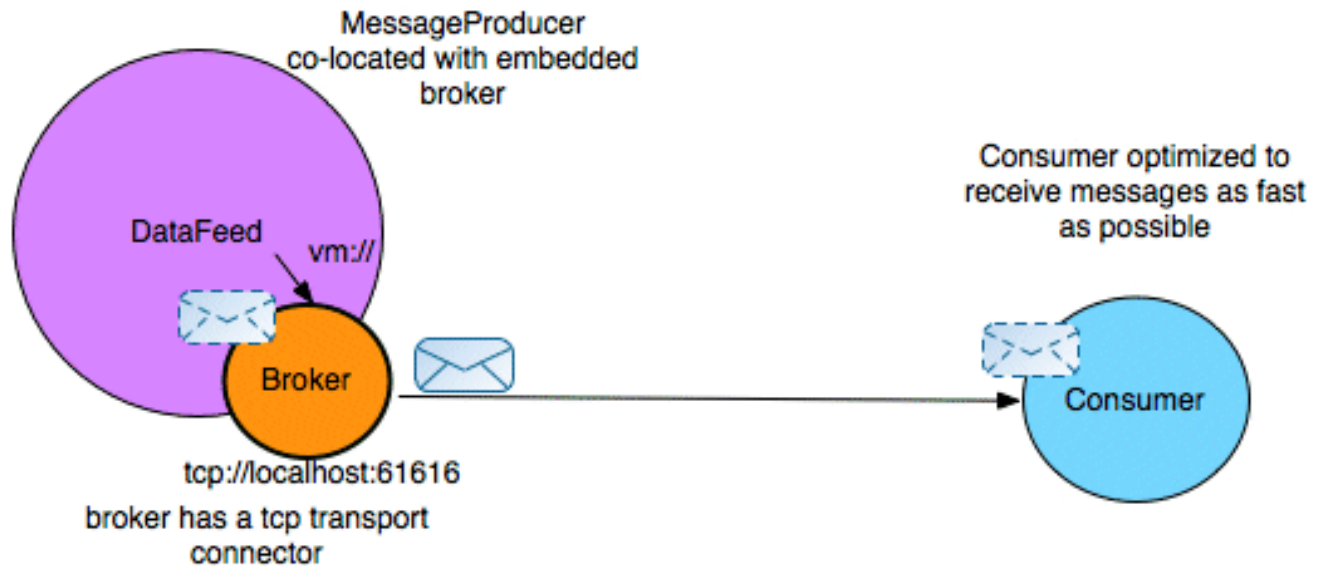 MessageProducer
co-located with embedded
broker
Consumer optimized to
receive messages as fast
as possible
DataFeed
vm://
Broker
Consumer
tcp://localhost:61616
broker has a tcp transport
connector